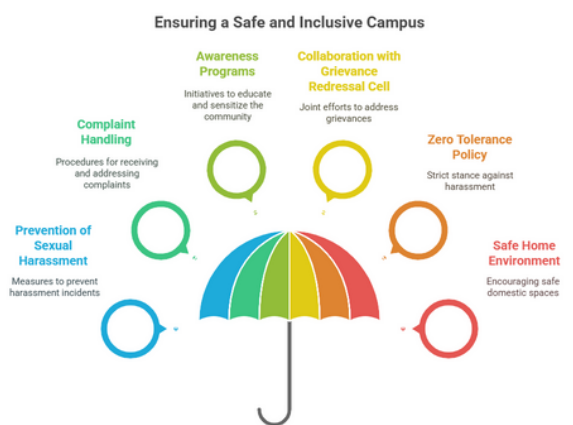 Ensuring a Safe and Inclusive Campus
Awareness
Programs
Initiatives to educate
and sensitize the
community
Collaboration with
Grievance
Redressal Cell
Joint efforts to address
grievances
Complaint
Handling
Procedures for receiving
and addressing
complaints
Zero Tolerance
Policy
Strict stance against
harassment
Prevention of
Sexual
Harassment
Measures to prevent
harassment incidents
Safe Home
Environment
Encouraging safe
domestic spaces